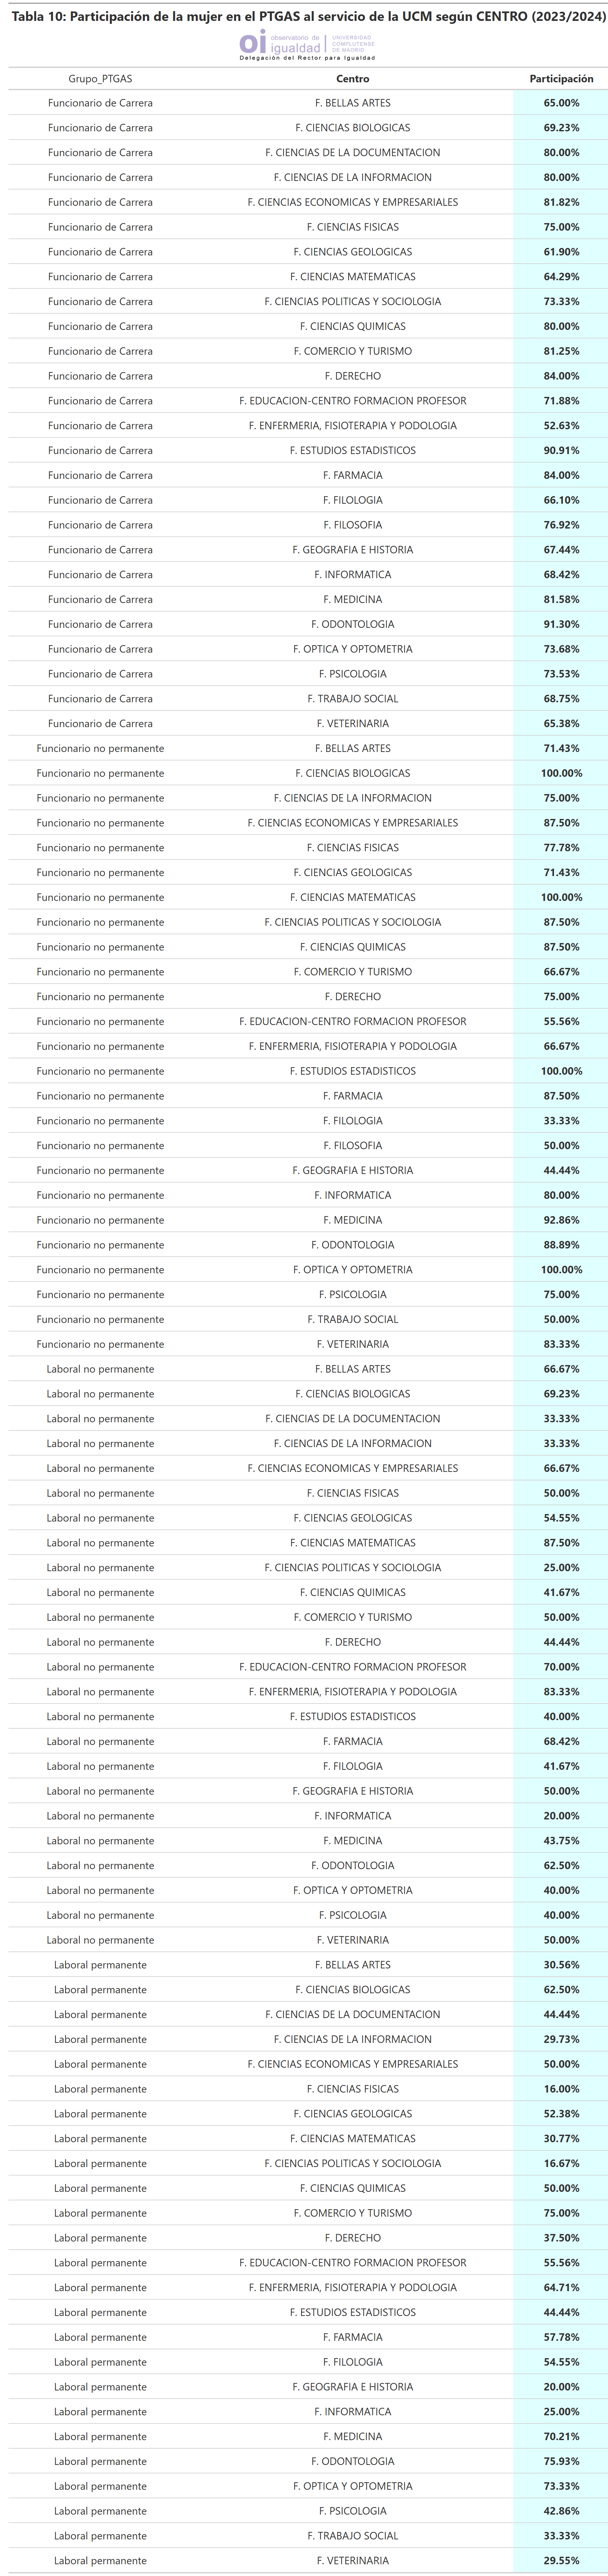 Tabla 10: Participación de la mujer en el PTGAS al servicio de la UCM según CENTRO (2023/2024)
oi observatorio de igualdad UNIVERSIDAD COMPLUTENSE DE MADRID
Delegación del Rector para Igualdad
Grupo_PTGAS Centro Participación
Funcionario de Carrera F. BELLAS ARTES 65.00%
Funcionario de Carrera F. CIENCIAS BIOLOGICAS 69.23%
Funcionario de Carrera F. CIENCIAS DE LA DOCUMENTACION 80.00%
Funcionario de Carrera F. CIENCIAS DE LA INFORMACION 80.00%
Funcionario de Carrera F. CIENCIAS ECONOMICAS Y EMPRESARIALES 81.82%
Funcionario de Carrera F. CIENCIAS FISICAS 75.00%
Funcionario de Carrera F. CIENCIAS GEOLOGICAS 61.90%
Funcionario de Carrera F. CIENCIAS MATEMATICAS 64.29%
Funcionario de Carrera F. CIENCIAS POLITICAS Y SOCIOLOGIA 73.33%
Funcionario de Carrera F. CIENCIAS QUIMICAS 80.00%
Funcionario de Carrera F. COMERCIO Y TURISMO 81.25%
Funcionario de Carrera F. DERECHO 84.00%
Funcionario de Carrera F. EDUCACION-CENTRO FORMACION PROFESOR 71.88%
Funcionario de Carrera F. ENFERMERIA, FISIOTERAPIA Y PODOLOGIA 52.63%
Funcionario de Carrera F. ESTUDIOS ESTADISTICOS 90.91%
Funcionario de Carrera F. FARMACIA 84.00%
Funcionario de Carrera F. FILOLOGIA 66.10%
Funcionario de Carrera F. FILOSOFIA 76.92%
Funcionario de Carrera F. GEOGRAFIA E HISTORIA 67.44%
Funcionario de Carrera F. INFORMATICA 68.42%
Funcionario de Carrera F. MEDICINA 81.58%
Funcionario de Carrera F. ODONTOLOGIA 91.30%
Funcionario de Carrera F. OPTICA Y OPTOMETRIA 73.68%
Funcionario de Carrera F. PSICOLOGIA 73.53%
Funcionario de Carrera F. TRABAJO SOCIAL 68.75%
Funcionario de Carrera F. VETERINARIA 65.38%
Funcionario no permanente F. BELLAS ARTES 71.43%
Funcionario no permanente F. CIENCIAS BIOLOGICAS 100.00%
Funcionario no permanente F. CIENCIAS DE LA INFORMACION 75.00%
Funcionario no permanente F. CIENCIAS ECONOMICAS Y EMPRESARIALES 87.50%
Funcionario no permanente F. CIENCIAS FISICAS 77.78%
Funcionario no permanente F. CIENCIAS GEOLOGICAS 71.43%
Funcionario no permanente F. CIENCIAS MATEMATICAS 100.00%
Funcionario no permanente F. CIENCIAS POLITICAS Y SOCIOLOGIA 87.50%
Funcionario no permanente F. CIENCIAS QUIMICAS 87.50%
Funcionario no permanente F. COMERCIO Y TURISMO 66.67%
Funcionario no permanente F. DERECHO 75.00%
Funcionario no permanente F. EDUCACION-CENTRO FORMACION PROFESOR 55.56%
Funcionario no permanente F. ENFERMERIA, FISIOTERAPIA Y PODOLOGIA 66.67%
Funcionario no permanente F. ESTUDIOS ESTADISTICOS 100.00%
Funcionario no permanente F. FARMACIA 87.50%
Funcionario no permanente F. FILOLOGIA 33.33%
Funcionario no permanente F. FILOSOFIA 50.00%
Funcionario no permanente F. GEOGRAFIA E HISTORIA 44.44%
Funcionario no permanente F. INFORMATICA 80.00%
Funcionario no permanente F. MEDICINA 92.86%
Funcionario no permanente F. ODONTOLOGIA 88.89%
Funcionario no permanente F. OPTICA Y OPTOMETRIA 100.00%
Funcionario no permanente F. PSICOLOGIA 75.00%
Funcionario no permanente F. TRABAJO SOCIAL 50.00%
Funcionario no permanente F. VETERINARIA 83.33%
Laboral no permanente F. BELLAS ARTES 66.67%
Laboral no permanente F. CIENCIAS BIOLOGICAS 69.23%
Laboral no permanente F. CIENCIAS DE LA DOCUMENTACION 33.33%
Laboral no permanente F. CIENCIAS DE LA INFORMACION 33.33%
Laboral no permanente F. CIENCIAS ECONOMICAS Y EMPRESARIALES 66.67%
Laboral no permanente F. CIENCIAS FISICAS 50.00%
Laboral no permanente F. CIENCIAS GEOLOGICAS 54.55%
Laboral no permanente F. CIENCIAS MATEMATICAS 87.50%
Laboral no permanente F. CIENCIAS POLITICAS Y SOCIOLOGIA 25.00%
Laboral no permanente F. CIENCIAS QUIMICAS 41.67%
Laboral no permanente F. COMERCIO Y TURISMO 50.00%
Laboral no permanente F. DERECHO 44.44%
Laboral no permanente F. EDUCACION-CENTRO FORMACION PROFESOR 70.00%
Laboral no permanente F. ENFERMERIA, FISIOTERAPIA Y PODOLOGIA 83.33%
Laboral no permanente F. ESTUDIOS ESTADISTICOS 40.00%
Laboral no permanente F. FARMACIA 68.42%
Laboral no permanente F. FILOLOGIA 41.67%
Laboral no permanente F. GEOGRAFIA E HISTORIA 50.00%
Laboral no permanente F. INFORMATICA 20.00%
Laboral no permanente F. MEDICINA 43.75%
Laboral no permanente F. ODONTOLOGIA 62.50%
Laboral no permanente F. OPTICA Y OPTOMETRIA 40.00%
Laboral no permanente F. PSICOLOGIA 40.00%
Laboral no permanente F. VETERINARIA 50.00%
Laboral permanente F. BELLAS ARTES 30.56%
Laboral permanente F. CIENCIAS BIOLOGICAS 62.50%
Laboral permanente F. CIENCIAS DE LA DOCUMENTACION 44.44%
Laboral permanente F. CIENCIAS DE LA INFORMACION 29.73%
Laboral permanente F. CIENCIAS ECONOMICAS Y EMPRESARIALES 50.00%
Laboral permanente F. CIENCIAS FISICAS 16.00%
Laboral permanente F. CIENCIAS GEOLOGICAS 52.38%
Laboral permanente F. CIENCIAS MATEMATICAS 30.77%
Laboral permanente F. CIENCIAS POLITICAS Y SOCIOLOGIA 16.67%
Laboral permanente F. CIENCIAS QUIMICAS 50.00%
Laboral permanente F. COMERCIO Y TURISMO 75.00%
Laboral permanente F. DERECHO 37.50%
Laboral permanente F. EDUCACION-CENTRO FORMACION PROFESOR 55.56%
Laboral permanente F. ENFERMERIA, FISIOTERAPIA Y PODOLOGIA 64.71%
Laboral permanente F. ESTUDIOS ESTADISTICOS 44.44%
Laboral permanente F. FARMACIA 57.78%
Laboral permanente F. FILOLOGIA 54.55%
Laboral permanente F. GEOGRAFIA E HISTORIA 20.00%
Laboral permanente F. INFORMATICA 25.00%
Laboral permanente F. MEDICINA 70.21%
Laboral permanente F. ODONTOLOGIA 75.93%
Laboral permanente F. OPTICA Y OPTOMETRIA 73.33%
Laboral permanente F. PSICOLOGIA 42.86%
Laboral permanente F. TRABAJO SOCIAL 33.33%
Laboral permanente F. VETERINARIA 29.55%